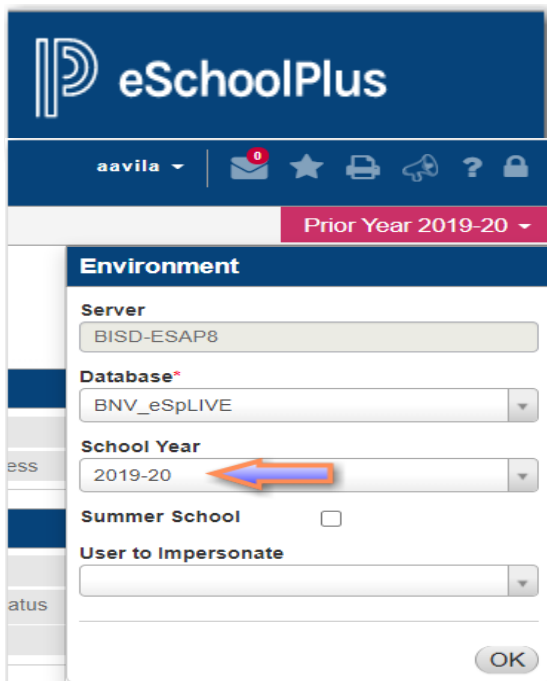 eSchoolPlus
aavila
0
?
Prior Year 2019-20
Environment
Server
BISD-ESAP8
Database*
BNV_eSpLIVE
School Year
ess
2019-20
Summer School
User to Impersonate
atus
OK